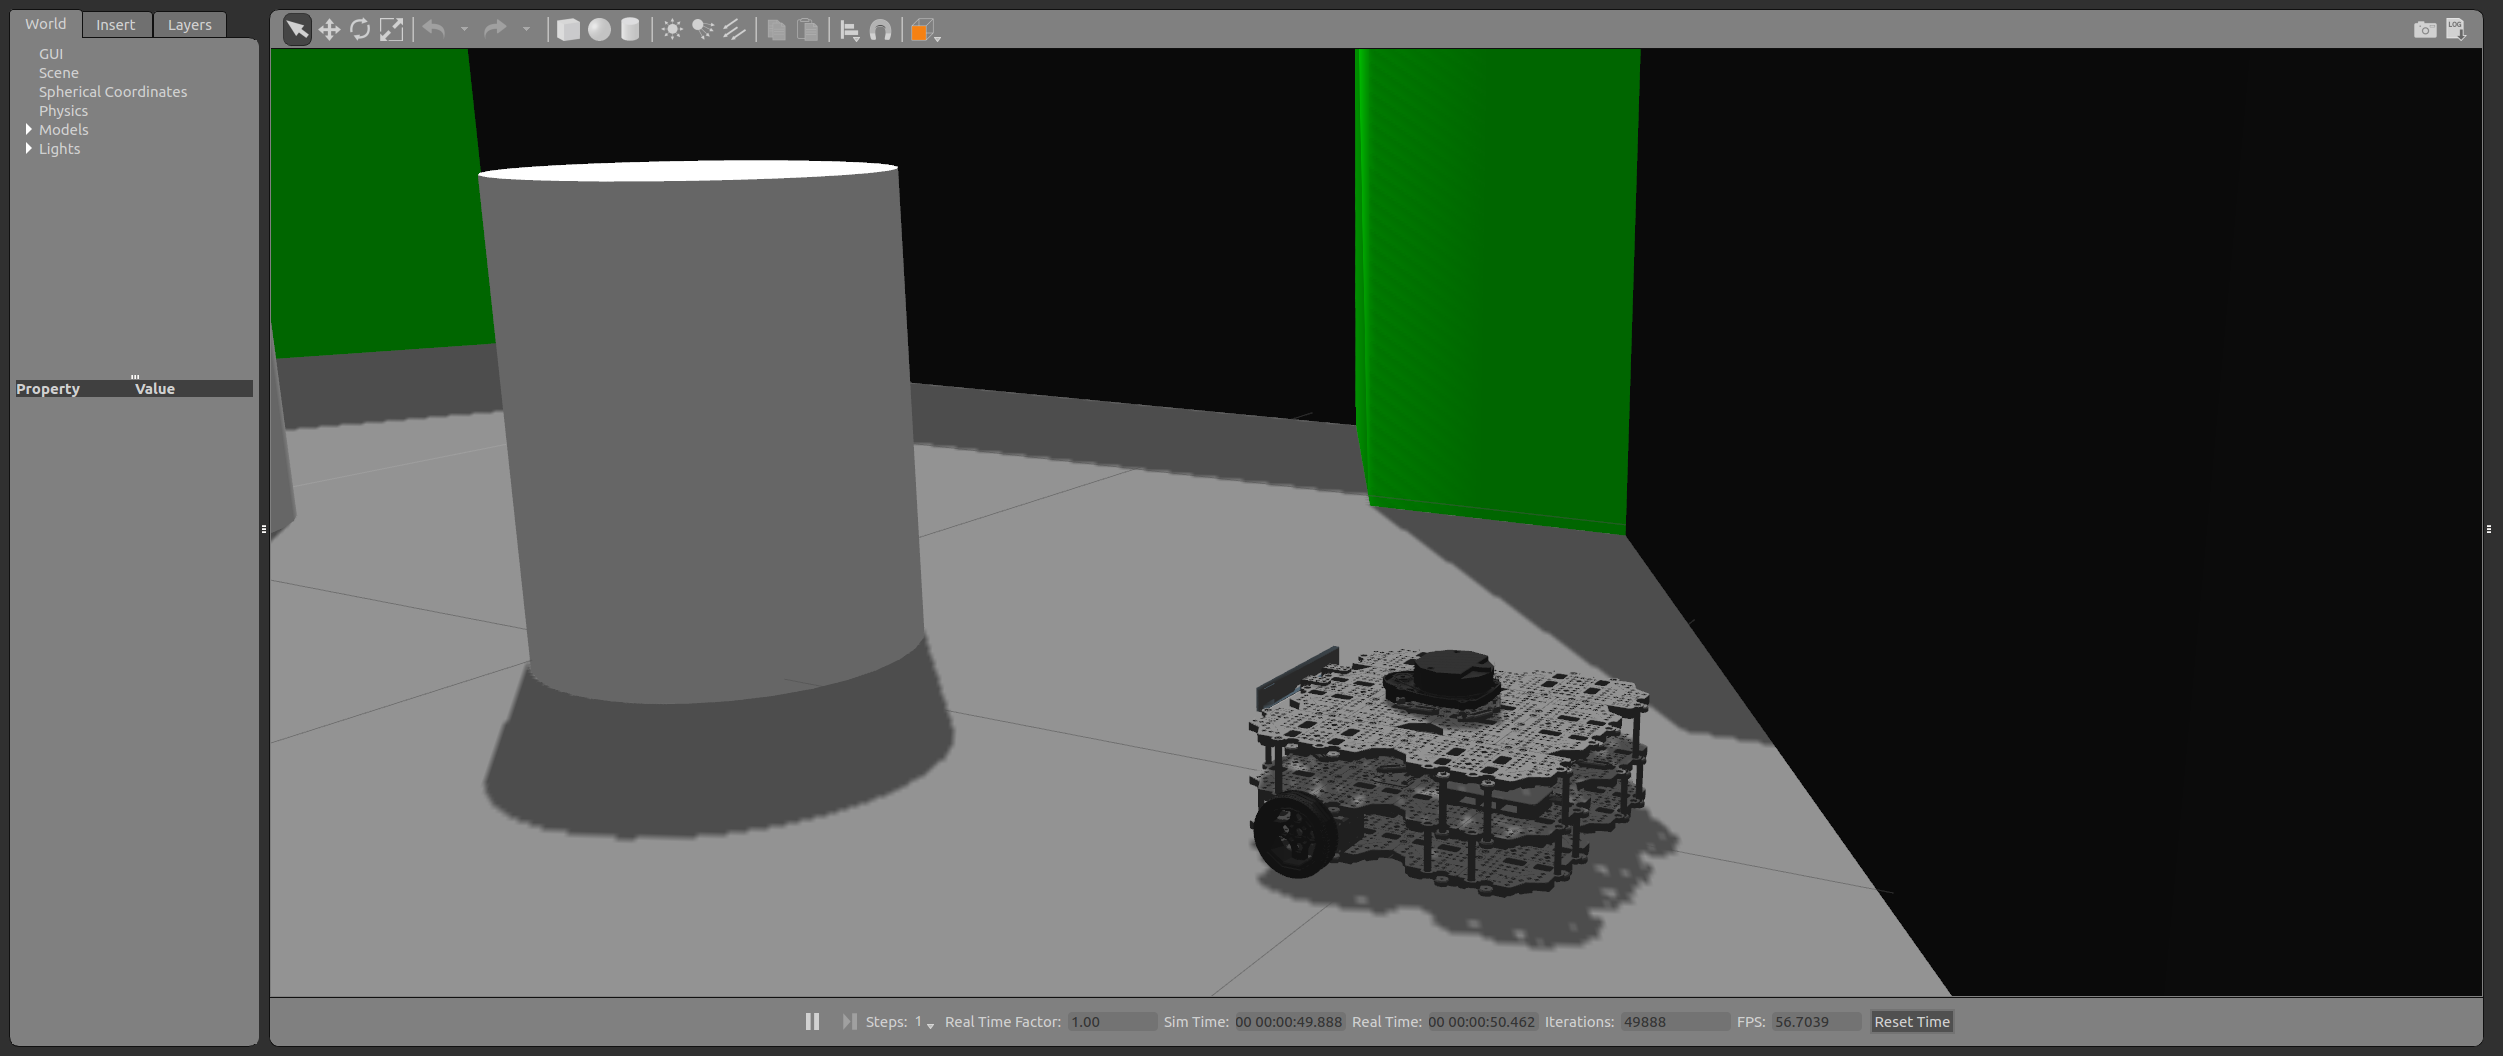 World Insert Layers
LOG
GUI
Scene
Spherical Coordinates
Physics
Models
Lights
Property Value
Steps: 1 Real Time Factor: 1.00 Sim Time: 00 00:00:49.888 Real Time: 00 00:00:50.462 Iterations: 49888 FPS: 56.7039 Reset Time